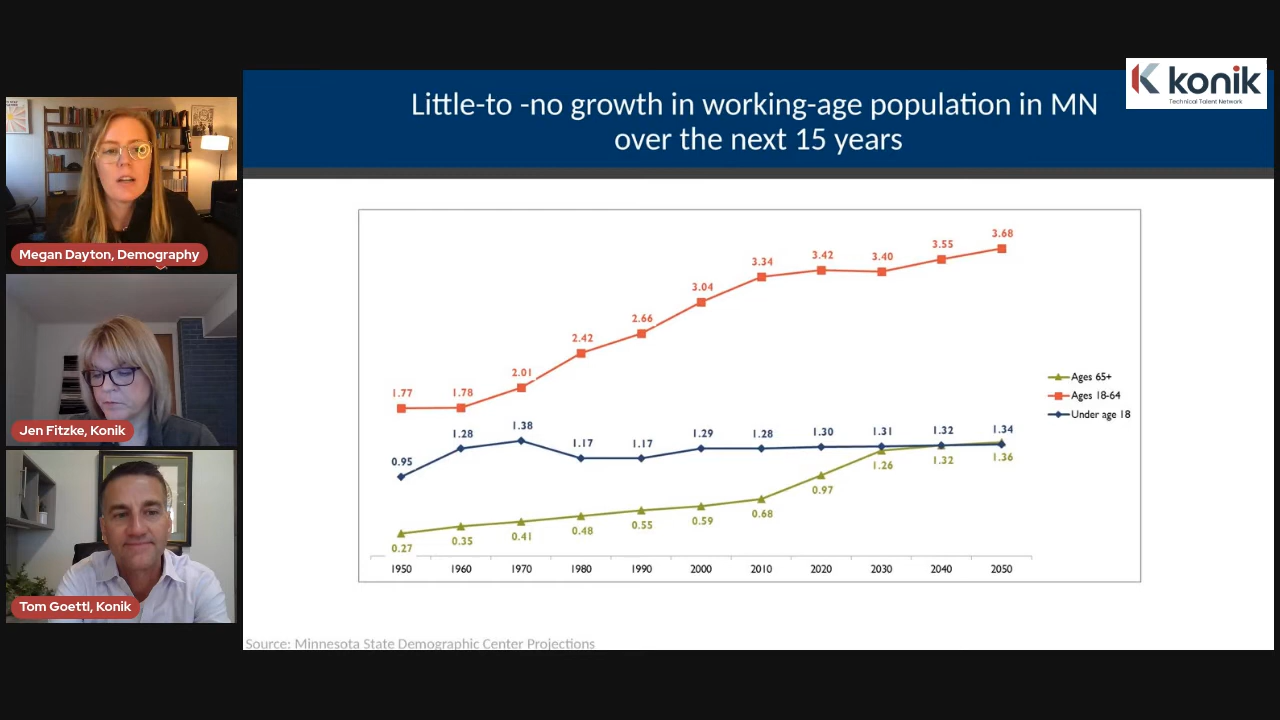 konik
Technical Talent Network
Little-to -no growth in working-age population in MN
over the next 15 years
Megan Dayton, Demography
Jen Fitzke, Konik
Tom Goettl, Konik
1.77
1.78
2.01
2.42
2.66
3.04
3.34
3.42
3.40
3.55
3.68
0.95
1.28
1.38
1.17
1.17
1.29
1.28
1.30
1.31
1.32
1.34
0.27
0.35
0.41
0.48
0.55
0.59
0.68
0.97
1.26
1.32
1.36
1950 1960 1970 1980 1990 2000 2010 2020 2030 2040 2050
Ages 65+
Ages 18-64
Under age 18
Source: Minnesota State Demographic Center Projections